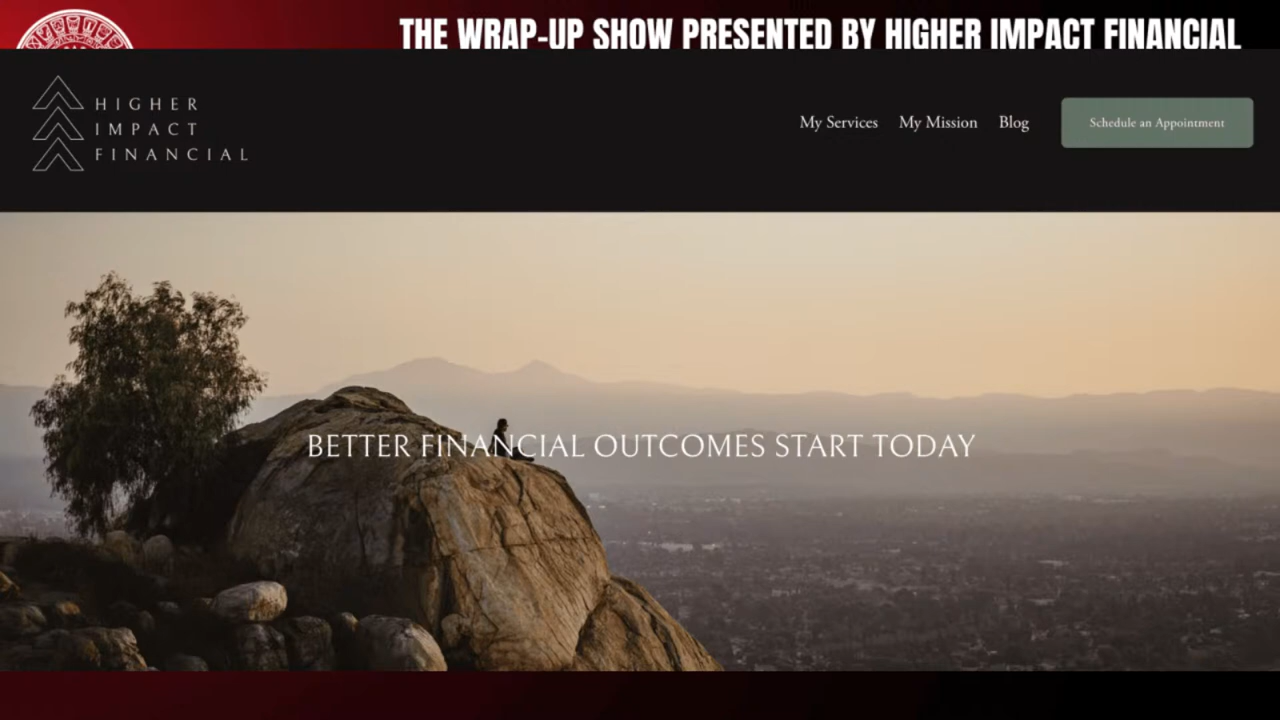 THE WRAP-UP SHOW PRESENTED BY HIGHER IMPACT FINANCIAL
HIGHER
IMPACT
FINANCIAL
My Services My Mission Blog Schedule an Appointment
BETTER FINANCIAL OUTCOMES START TODAY